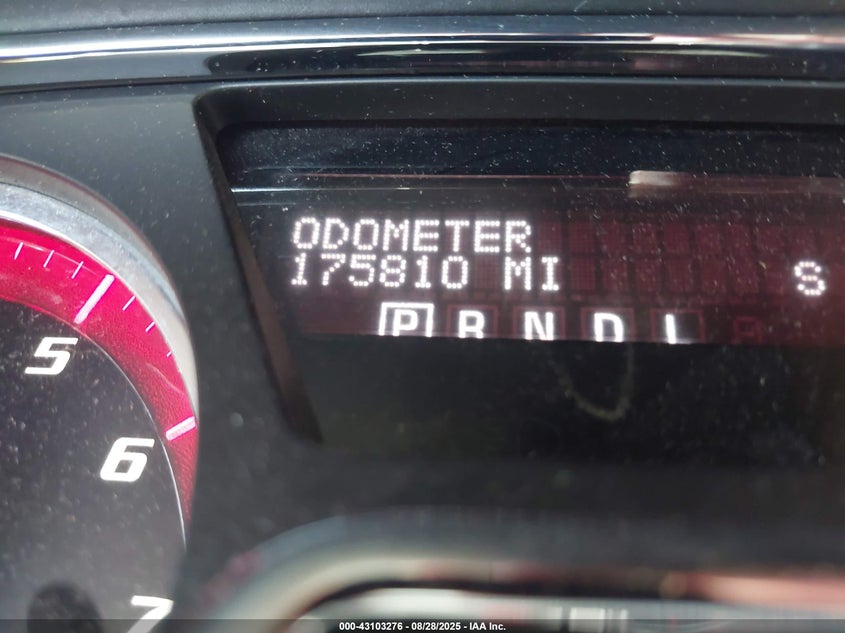 ODOMETER
175810 MI S
P R N D L
5
6
7
000-43103276 - 08/28/2025 - IAA Inc.